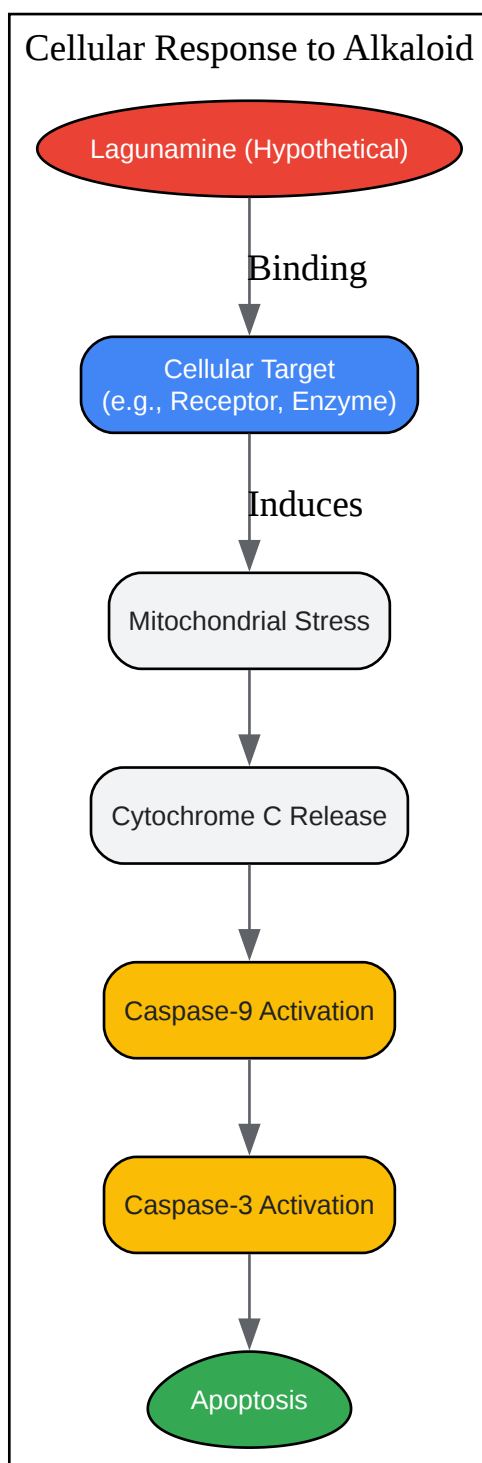 Cellular Response to Alkaloid
Lagunamine (Hypothetical)
Binding
Cellular Target
(e.g., Receptor, Enzyme)
Induces
Mitochondrial Stress
Cytochrome C Release
Caspase-9 Activation
Caspase-3 Activation
Apoptosis